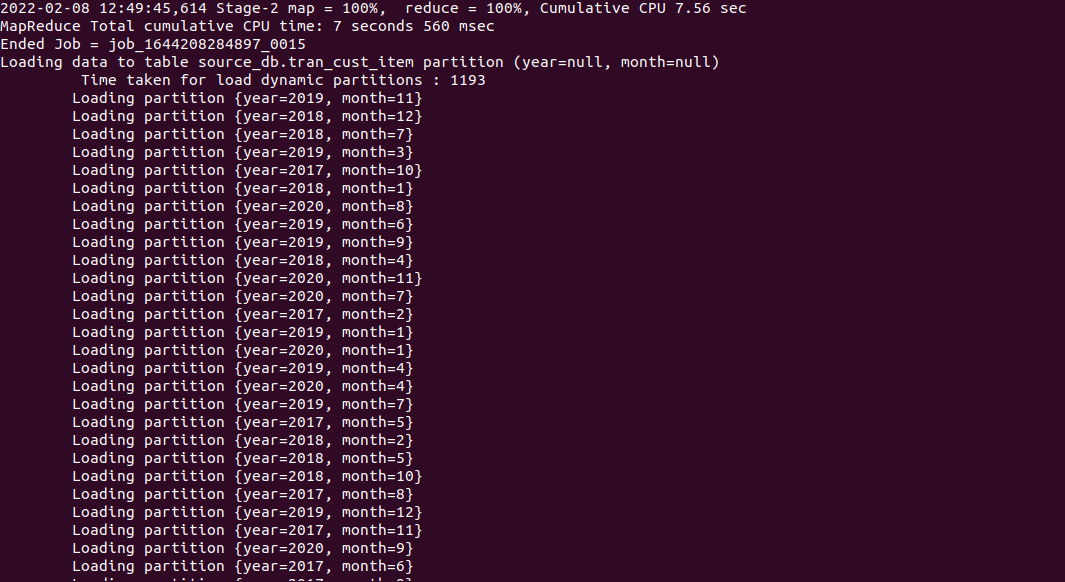 2022-02-08 12:49:45,614 Stage-2 map = 100%,  reduce = 100%, Cumulative CPU 7.56 sec
MapReduce Total cumulative CPU time: 7 seconds 560 msec
Ended Job = job_1644208284897_0015
Loading data to table source_db.tran_cust_item partition (year=null, month=null)
         Time taken for load dynamic partitions : 1193
        Loading partition {year=2019, month=11}
        Loading partition {year=2018, month=12}
        Loading partition {year=2018, month=7}
        Loading partition {year=2019, month=3}
        Loading partition {year=2017, month=10}
        Loading partition {year=2018, month=1}
        Loading partition {year=2020, month=8}
        Loading partition {year=2019, month=6}
        Loading partition {year=2019, month=9}
        Loading partition {year=2018, month=4}
        Loading partition {year=2020, month=11}
        Loading partition {year=2020, month=7}
        Loading partition {year=2017, month=2}
        Loading partition {year=2019, month=1}
        Loading partition {year=2020, month=1}
        Loading partition {year=2019, month=4}
        Loading partition {year=2020, month=4}
        Loading partition {year=2019, month=7}
        Loading partition {year=2017, month=5}
        Loading partition {year=2018, month=2}
        Loading partition {year=2018, month=5}
        Loading partition {year=2018, month=10}
        Loading partition {year=2017, month=8}
        Loading partition {year=2019, month=12}
        Loading partition {year=2017, month=11}
        Loading partition {year=2020, month=9}
        Loading partition {year=2017, month=6}